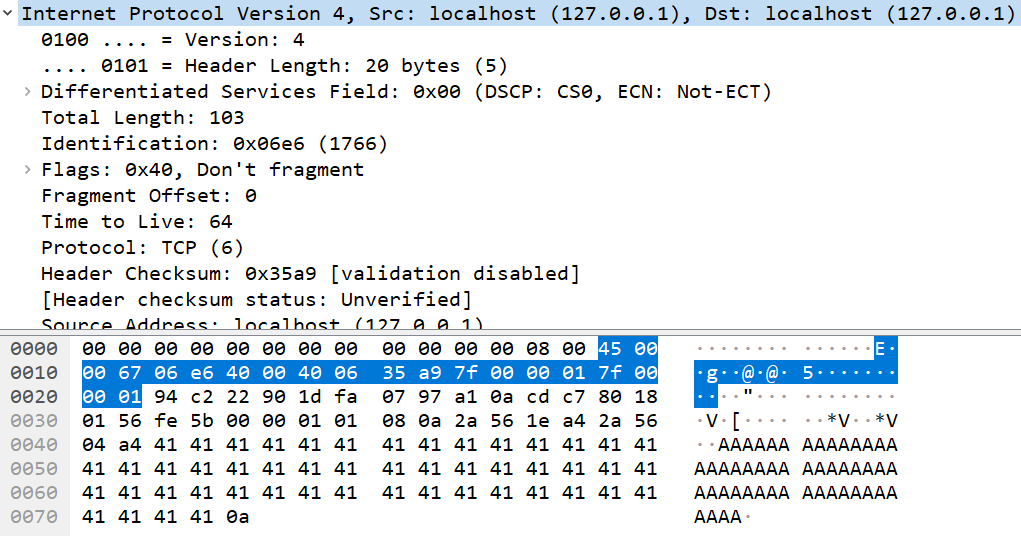 Internet Protocol Version 4, Src: localhost (127.0.0.1), Dst: localhost (127.0.0.1)
0100 .... = Version: 4
.... 0101 = Header Length: 20 bytes (5)
Differentiated Services Field: 0x00 (DSCP: CS0, ECN: Not-ECT)
Total Length: 103
Identification: 0x06e6 (1766)
Flags: 0x40, Don't fragment
Fragment Offset: 0
Time to Live: 64
Protocol: TCP (6)
Header Checksum: 0x35a9 [validation disabled]
[Header checksum status: Unverified]
Source Address: localhost (127.0.0.1)
0000 00 00 00 00 00 00 00 00 00 00 00 00 08 00 45 00 ········ ······E·
0010 00 67 06 e6 40 00 40 06 35 a9 7f 00 00 01 7f 00 ·g··@·@· 5·······
0020 00 01 94 c2 22 90 1d fa 07 97 a1 0a cd c7 80 18 ····"··· ········
0030 01 56 fe 5b 00 00 01 01 08 0a 2a 56 1e a4 2a 56 ·V·[···· ··*V··*V
0040 04 a4 41 41 41 41 41 41 41 41 41 41 41 41 41 41 ··AAAAAA AAAAAAAA
0050 41 41 41 41 41 41 41 41 41 41 41 41 41 41 41 41 AAAAAAAA AAAAAAAA
0060 41 41 41 41 41 41 41 41 41 41 41 41 41 41 41 41 AAAAAAAA AAAAAAAA
0070 41 41 41 41 0a AAAA·